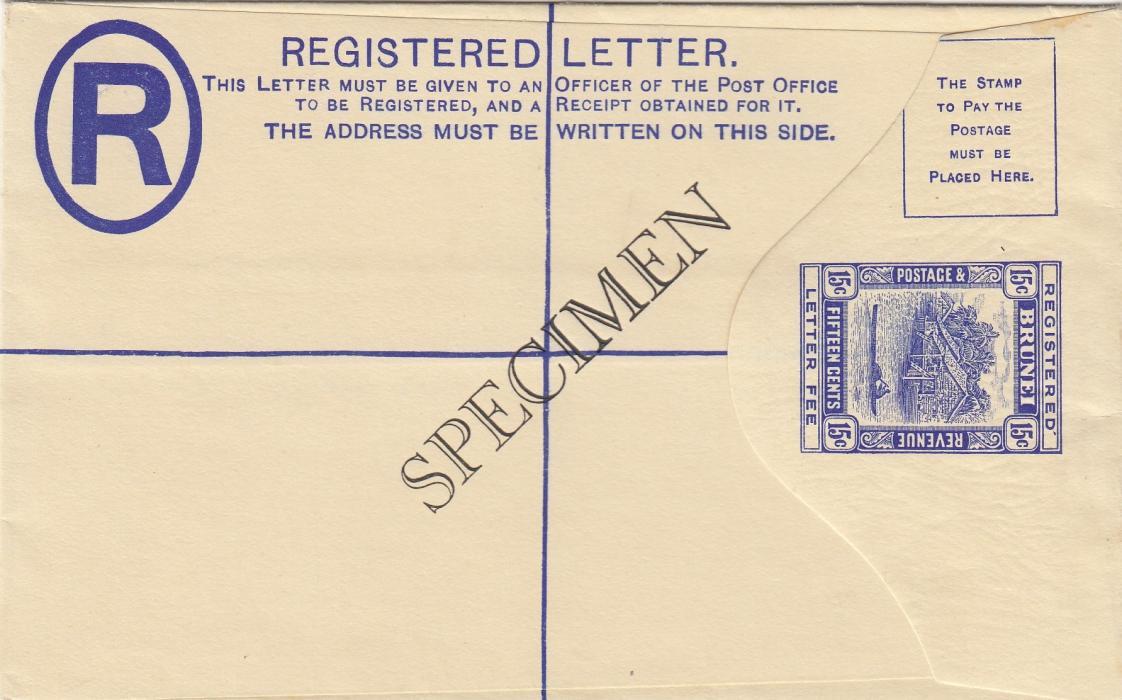 R
REGISTERED LETTER.
THIS LETTER MUST BE GIVEN TO AN OFFICER OF THE POST OFFICE
TO BE REGISTERED, AND A RECEIPT OBTAINED FOR IT.
THE ADDRESS MUST BE WRITTEN ON THIS SIDE.
THE STAMP
TO PAY THE
POSTAGE
MUST BE
PLACED HERE.
SPECIMEN
15c POSTAGE & 15c
REGISTERED
BRUNEI
FIFTEEN CENTS
LETTER FEE
15c REVENUE 15c